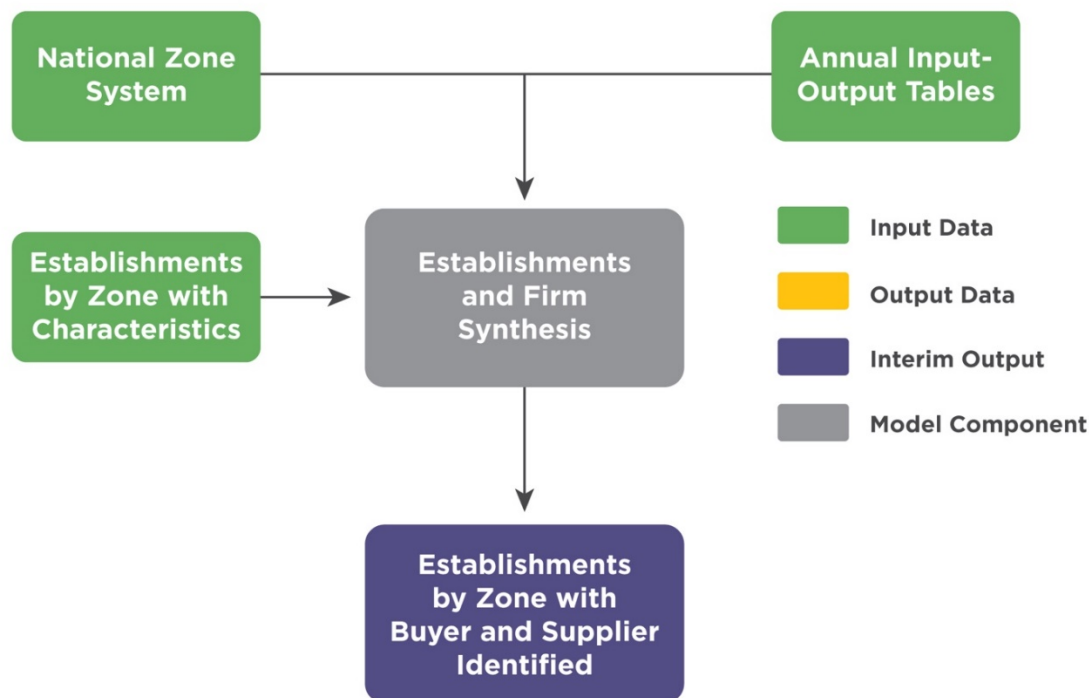 National Zone
System
Annual Input-
Output Tables
Establishments
by Zone with
Characteristics
Establishments
and Firm
Synthesis
Input Data
Output Data
Interim Output
Model Component
Establishments
by Zone with
Buyer and Supplier
Identified